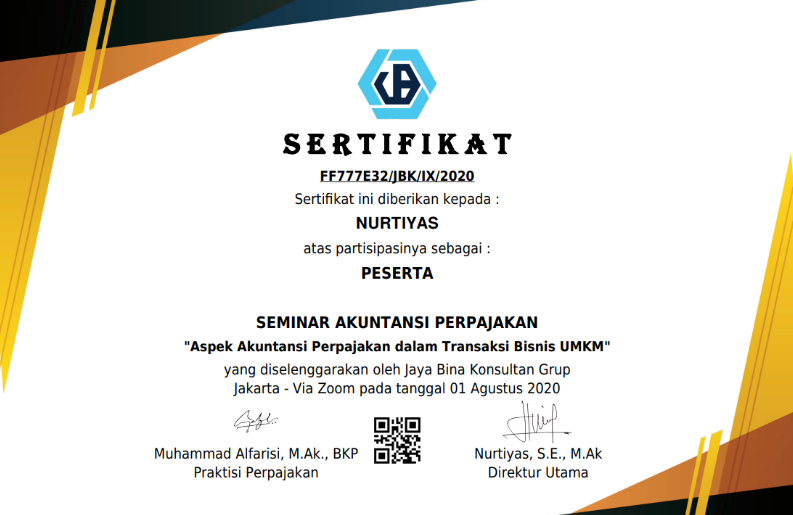 SERTIFIKAT
FF777E32/JBK/IX/2020
Sertifikat ini diberikan kepada :
NURTIYAS
atas partisipasinya sebagai :
PESERTA
SEMINAR AKUNTANSI PERPAJAKAN
"Aspek Akuntansi Perpajakan dalam Transaksi Bisnis UMKM"
yang diselenggarakan oleh Jaya Bina Konsultan Grup
Jakarta - Via Zoom pada tanggal 01 Agustus 2020
Muhammad Alfarisi, M.Ak., BKP
Praktisi Perpajakan
Nurtiyas, S.E., M.Ak
Direktur Utama